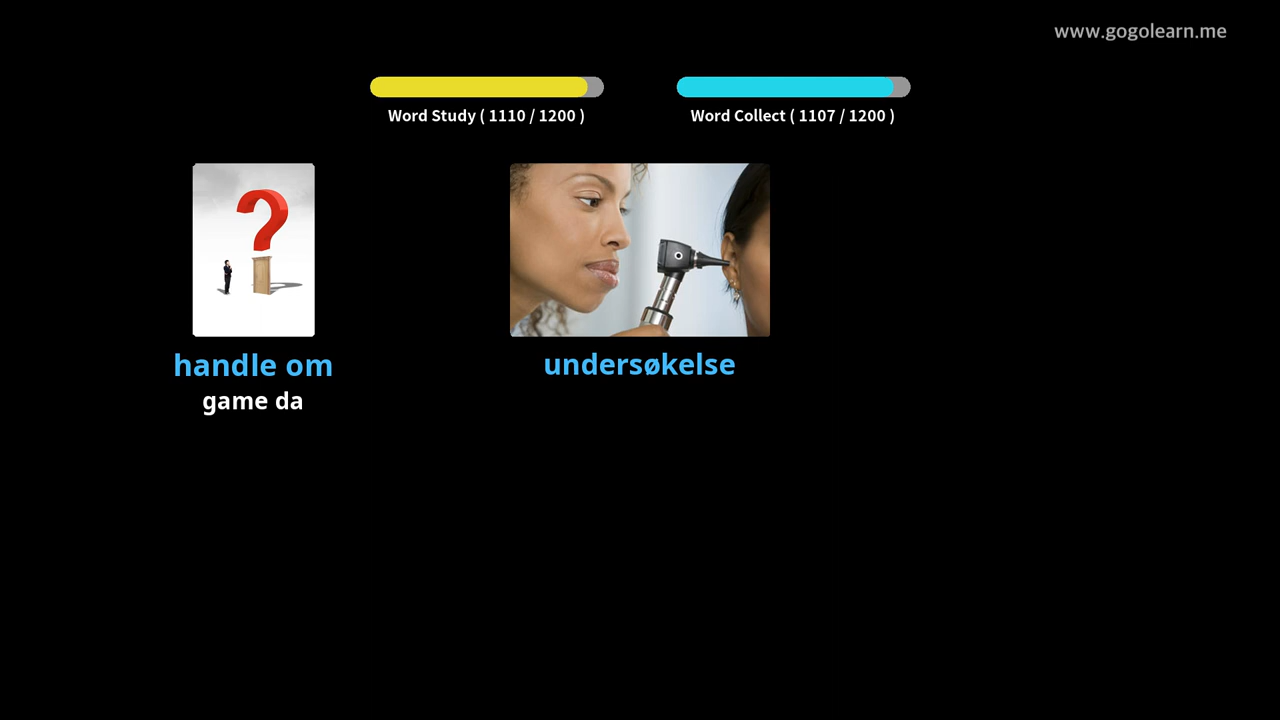 www.gogolearn.me
Word Study ( 1110 / 1200 )
Word Collect ( 1107 / 1200 )
handle om
game da
undersøkelse